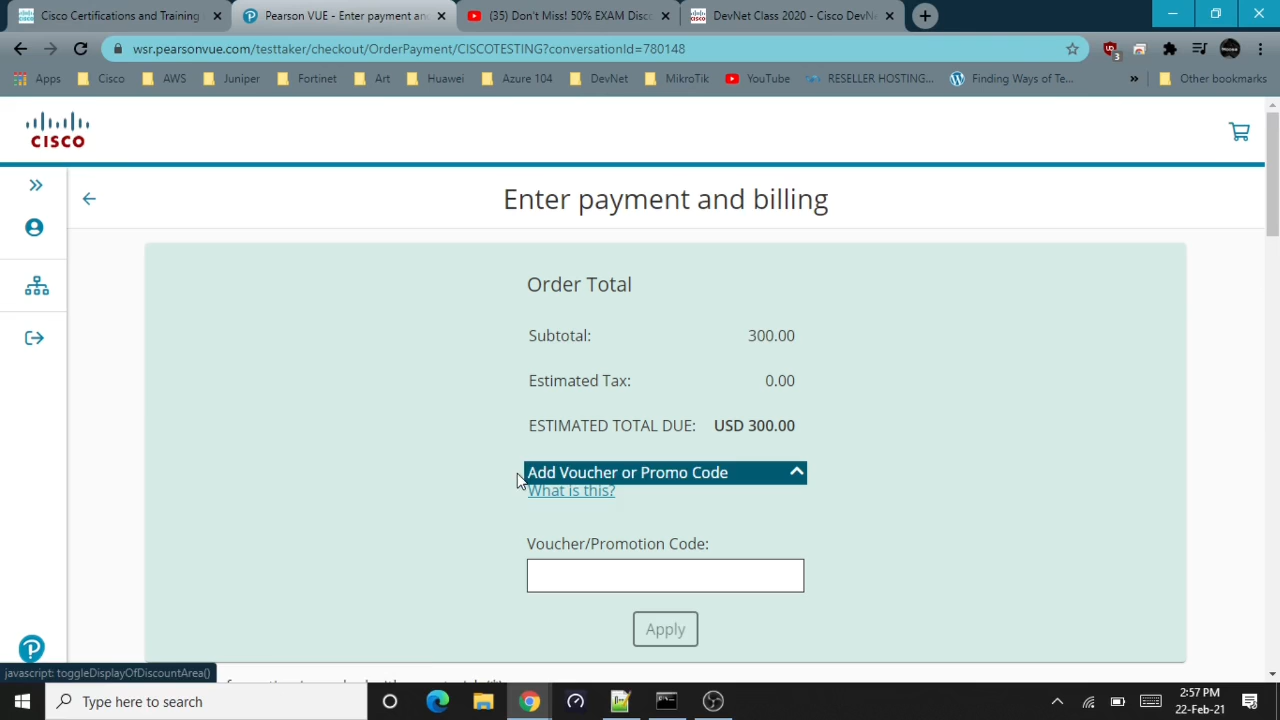 Cisco Certifications and Training
Pearson VUE - Enter payment an
(35) Don't Miss! 50% EXAM Disc
DevNet Class 2020 - Cisco DevNe
wsr.pearsonvue.com/testtaker/checkout/OrderPayment/CISCOTESTING?conversationId=780148
3
Apps
Cisco
AWS
Juniper
Fortinet
Art
Huawei
Azure 104
DevNet
MikroTik
YouTube
RESELLER HOSTING...
Finding Ways of Te...
»
Other bookmarks
CISCO
Enter payment and billing
Order Total
Subtotal: 300.00
Estimated Tax: 0.00
ESTIMATED TOTAL DUE: USD 300.00
Add Voucher or Promo Code
What is this?
Voucher/Promotion Code:
Apply
javascript: toggleDisplayOfDiscountArea()
Type here to search
2:57 PM
22-Feb-21